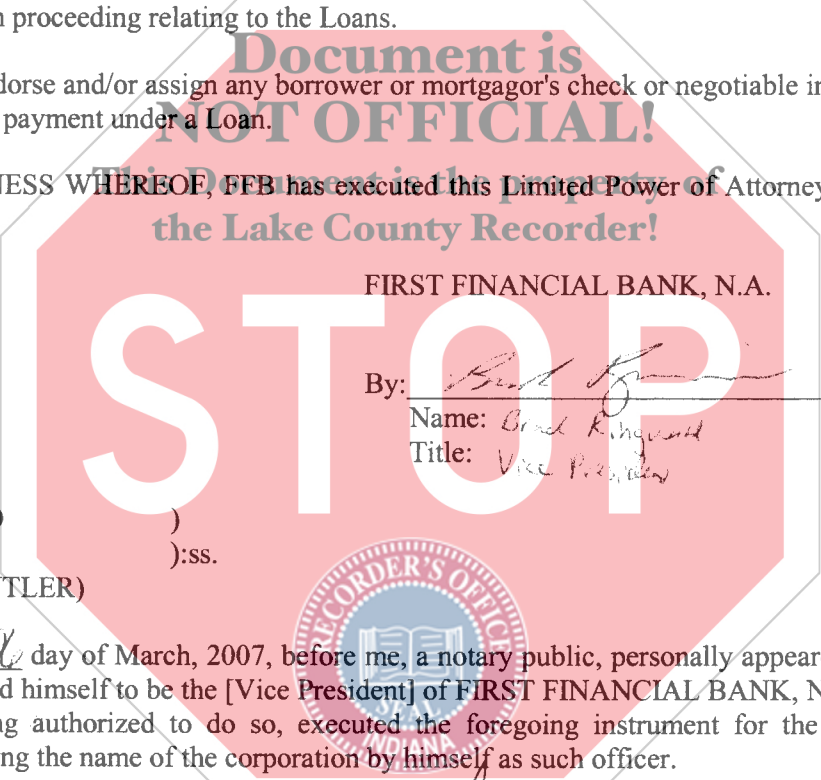 n proceeding relating to the Loans.
Document is
dorse and/or assign any borrower or mortgagor's check or negotiable in
payment under a Loan.
NOT OFFICIAL!
This Document is the property of
NESS WHEREOF, FFB has executed this Limited Power of Attorney
the Lake County Recorder!
FIRST FINANCIAL BANK, N.A.
STOP
By:
Name: Brad Ringwald
Title: Vice President
)
):ss.
TLER)
RECORDER'S OFFICE
SEAL
INDIANA
day of March, 2007, before me, a notary public, personally appear
d himself to be the [Vice President] of FIRST FINANCIAL BANK, N
ng authorized to do so, executed the foregoing instrument for the
ing the name of the corporation by himself as such officer.